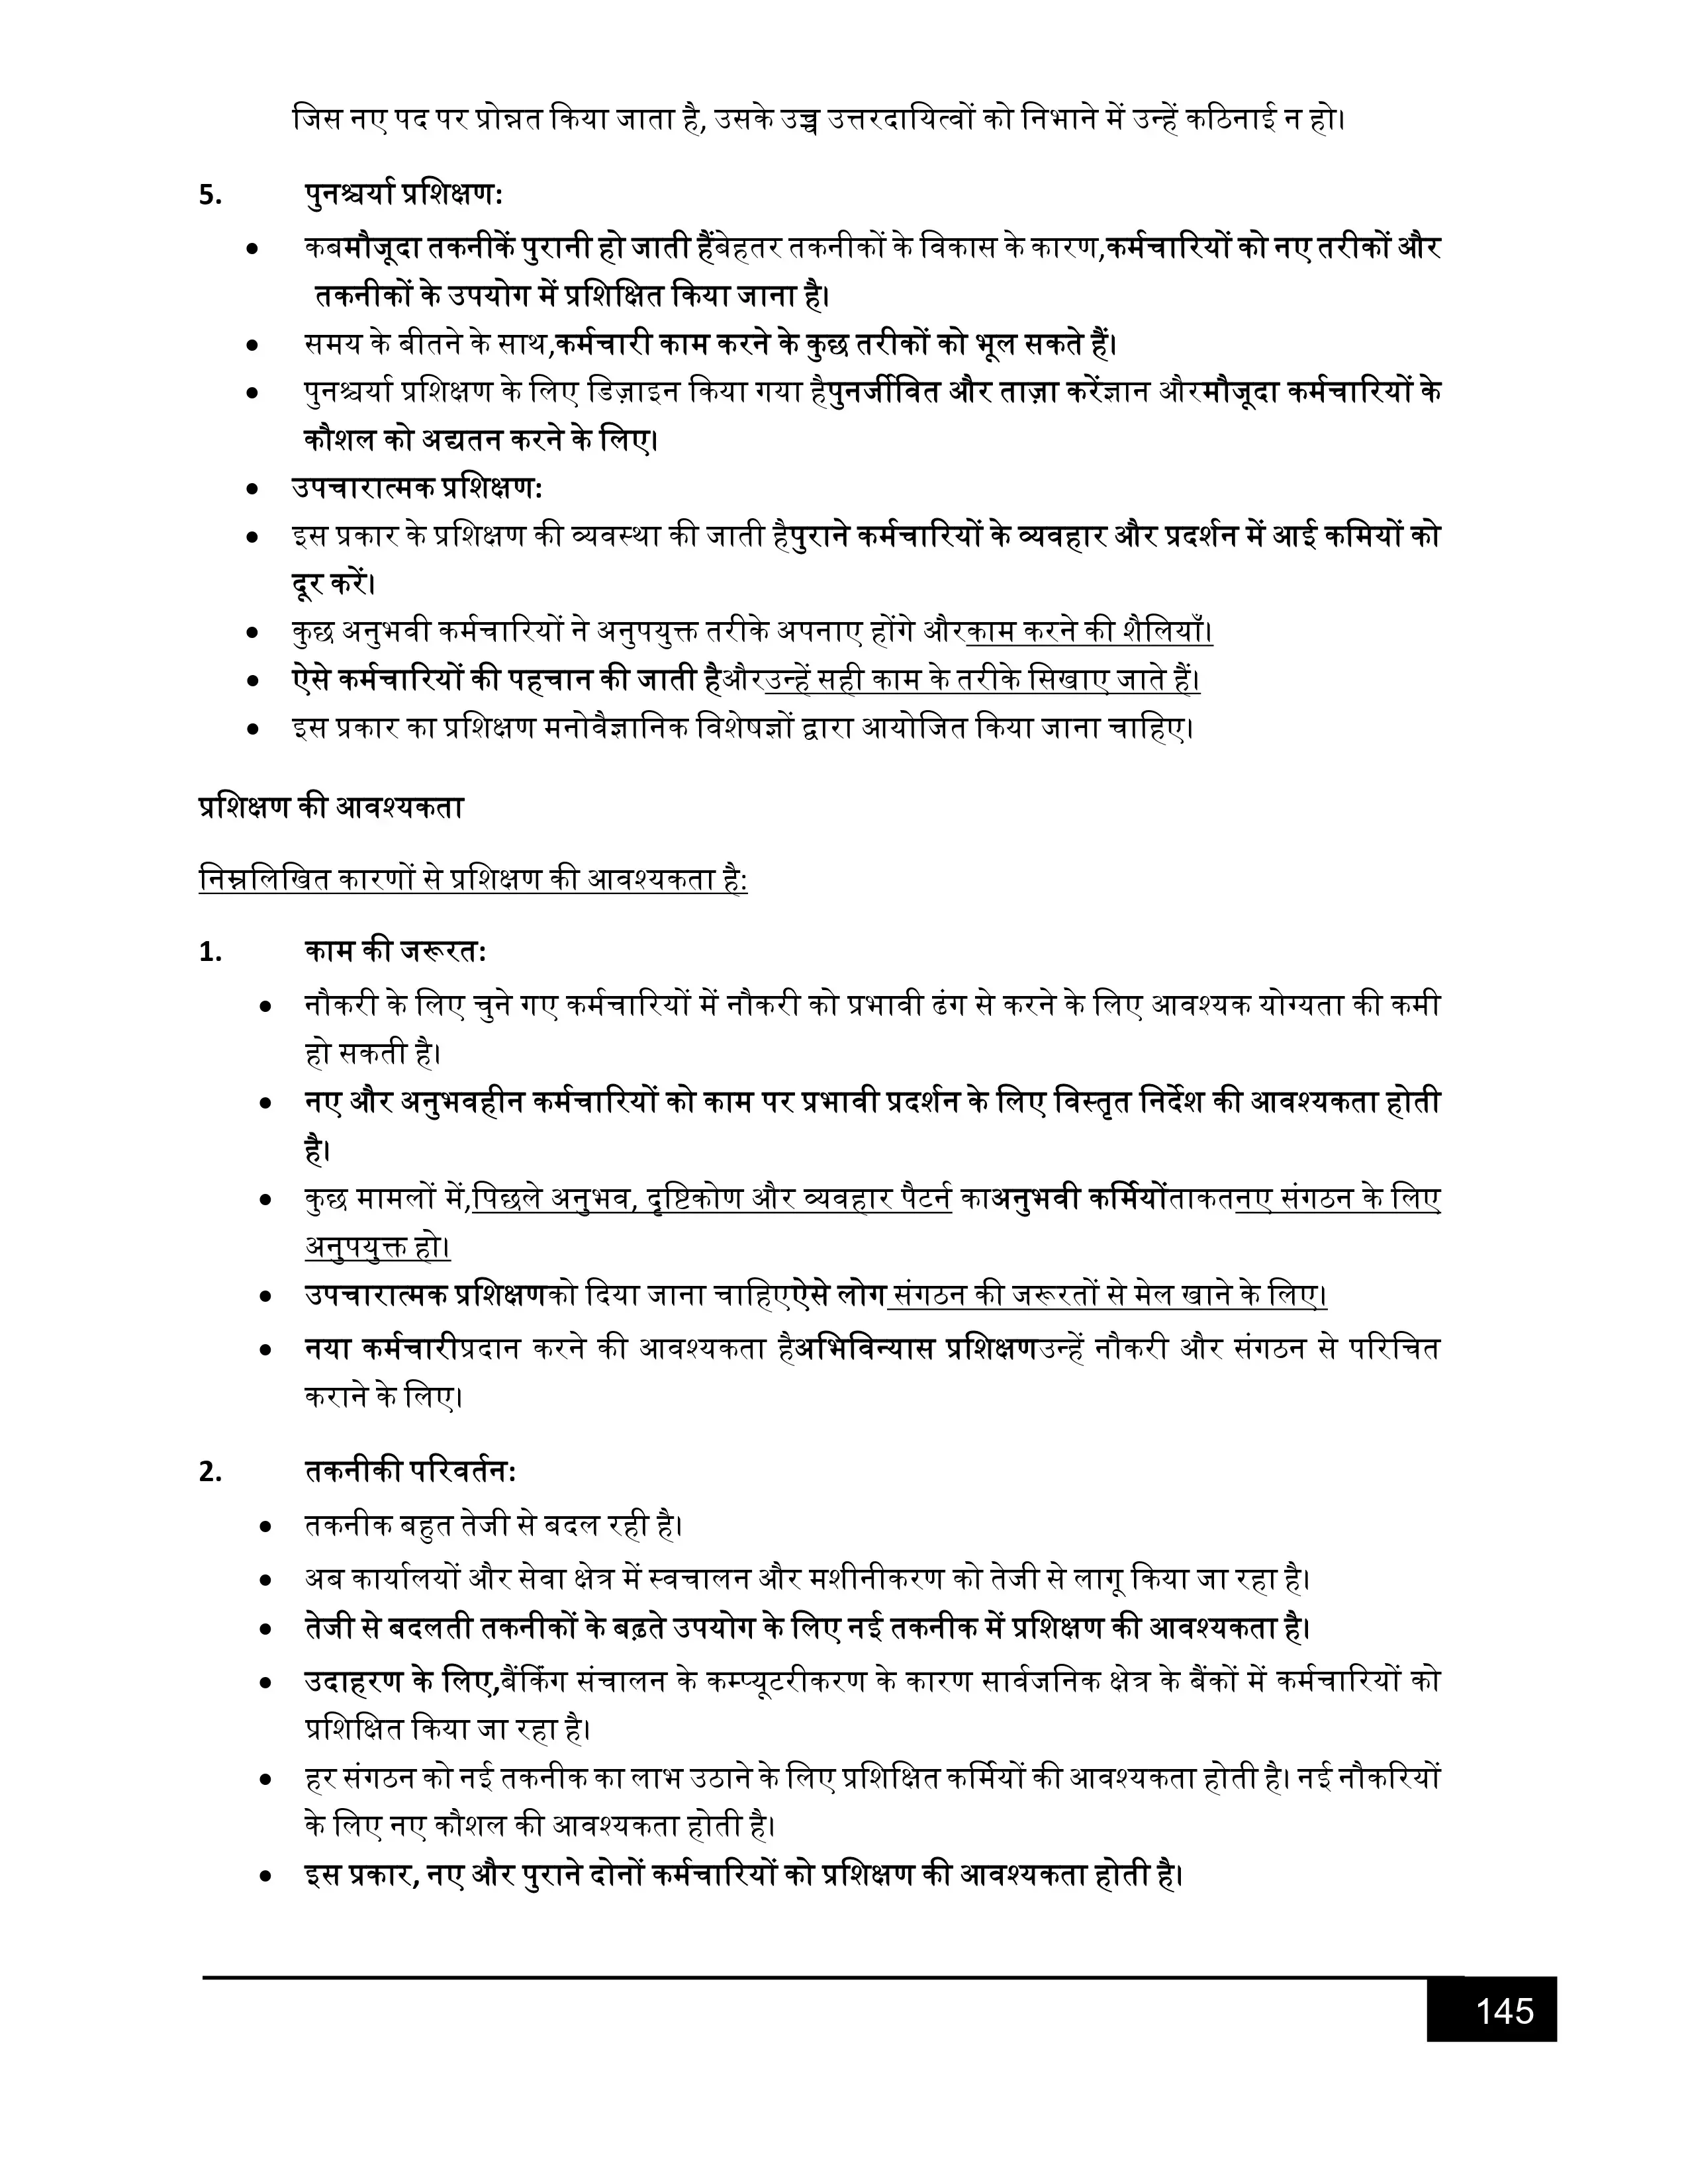 जिस नए पद पर प्रोन्नत किया जाता है, उसके उच्च उत्तरदायित्वों को निभाने में उन्हें कठिनाई न हो।
5. पुनश्चर्या प्रशिक्षण:
• कबमौजूदा तकनीकें पुरानी हो जाती हैंबेहतर तकनीकों के विकास के कारण,कर्मचारियों को नए तरीकों और
तकनीकों के उपयोग में प्रशिक्षित किया जाना है।
• समय के बीतने के साथ,कर्मचारी काम करने के कुछ तरीकों को भूल सकते हैं।
• पुनश्चर्या प्रशिक्षण के लिए डिज़ाइन किया गया हैपुनर्जीवित और ताज़ा करेंज्ञान औरमौजूदा कर्मचारियों के
कौशल को अद्यतन करने के लिए।
• उपचारात्मक प्रशिक्षण:
• इस प्रकार के प्रशिक्षण की व्यवस्था की जाती हैपुराने कर्मचारियों के व्यवहार और प्रदर्शन में आई कमियों को
दूर करें।
• कुछ अनुभवी कर्मचारियों ने अनुपयुक्त तरीके अपनाए होंगे औरकाम करने की शैलियाँ।
• ऐसे कर्मचारियों की पहचान की जाती हैऔरउन्हें सही काम के तरीके सिखाए जाते हैं।
• इस प्रकार का प्रशिक्षण मनोवैज्ञानिक विशेषज्ञों द्वारा आयोजित किया जाना चाहिए।
प्रशिक्षण की आवश्यकता
निम्नलिखित कारणों से प्रशिक्षण की आवश्यकता है:
1. काम की जरूरत:
• नौकरी के लिए चुने गए कर्मचारियों में नौकरी को प्रभावी ढंग से करने के लिए आवश्यक योग्यता की कमी
हो सकती है।
• नए और अनुभवहीन कर्मचारियों को काम पर प्रभावी प्रदर्शन के लिए विस्तृत निर्देश की आवश्यकता होती
है।
• कुछ मामलों में,पिछले अनुभव, दृष्टिकोण और व्यवहार पैटर्न काअनुभवी कर्मियोंताकतनए संगठन के लिए
अनुपयुक्त हो।
• उपचारात्मक प्रशिक्षणको दिया जाना चाहिएऐसे लोग संगठन की जरूरतों से मेल खाने के लिए।
• नया कर्मचारीप्रदान करने की आवश्यकता हैअभिविन्यास प्रशिक्षणउन्हें नौकरी और संगठन से परिचित
कराने के लिए।
2. तकनीकी परिवर्तन:
• तकनीक बहुत तेजी से बदल रही है।
• अब कार्यालयों और सेवा क्षेत्र में स्वचालन और मशीनीकरण को तेजी से लागू किया जा रहा है।
• तेजी से बदलती तकनीकों के बढ़ते उपयोग के लिए नई तकनीक में प्रशिक्षण की आवश्यकता है।
• उदाहरण के लिए,बैंकिंग संचालन के कम्प्यूटरीकरण के कारण सार्वजनिक क्षेत्र के बैंकों में कर्मचारियों को
प्रशिक्षित किया जा रहा है।
• हर संगठन को नई तकनीक का लाभ उठाने के लिए प्रशिक्षित कर्मियों की आवश्यकता होती है। नई नौकरियों
के लिए नए कौशल की आवश्यकता होती है।
• इस प्रकार, नए और पुराने दोनों कर्मचारियों को प्रशिक्षण की आवश्यकता होती है।
145